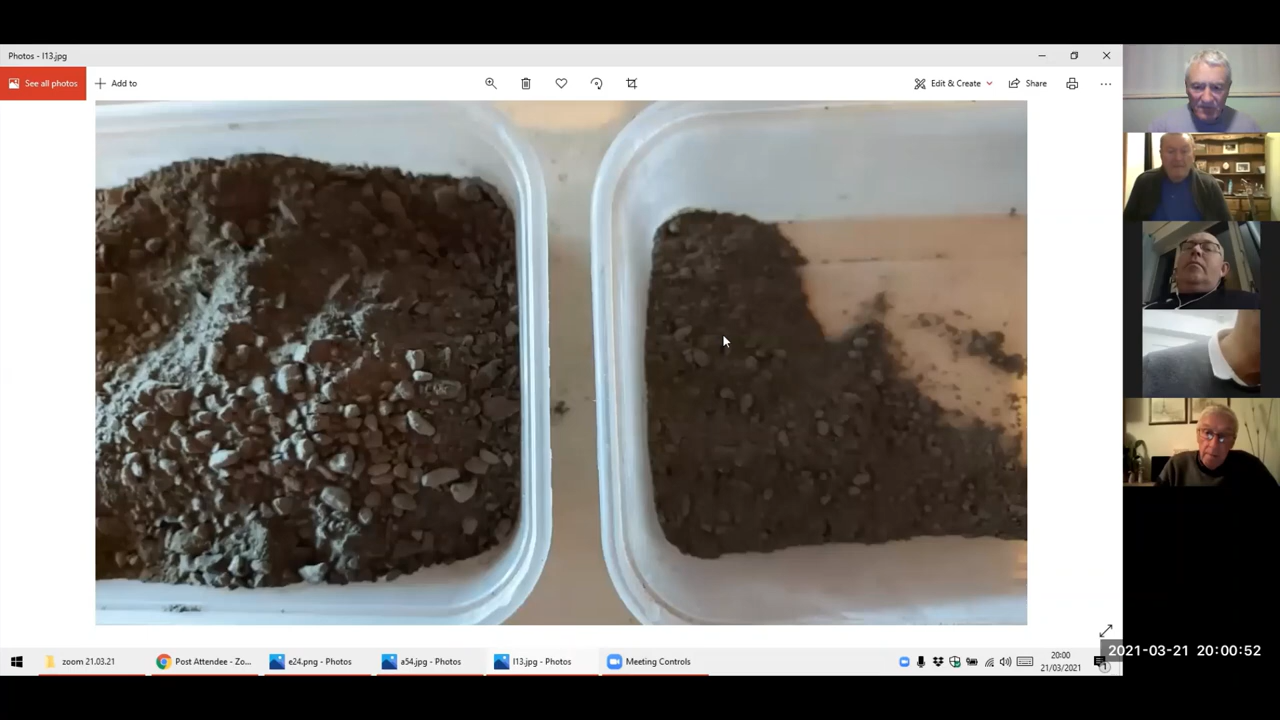 Photos - I13.jpg
See all photos
Add to
Edit & Create
Share
zoom 21.03.21
Post Attendee - Zo...
e24.png - Photos
a54.jpg - Photos
I13.jpg - Photos
Meeting Controls
20:00
21/03/2021
1
2021-03-21 20:00:52